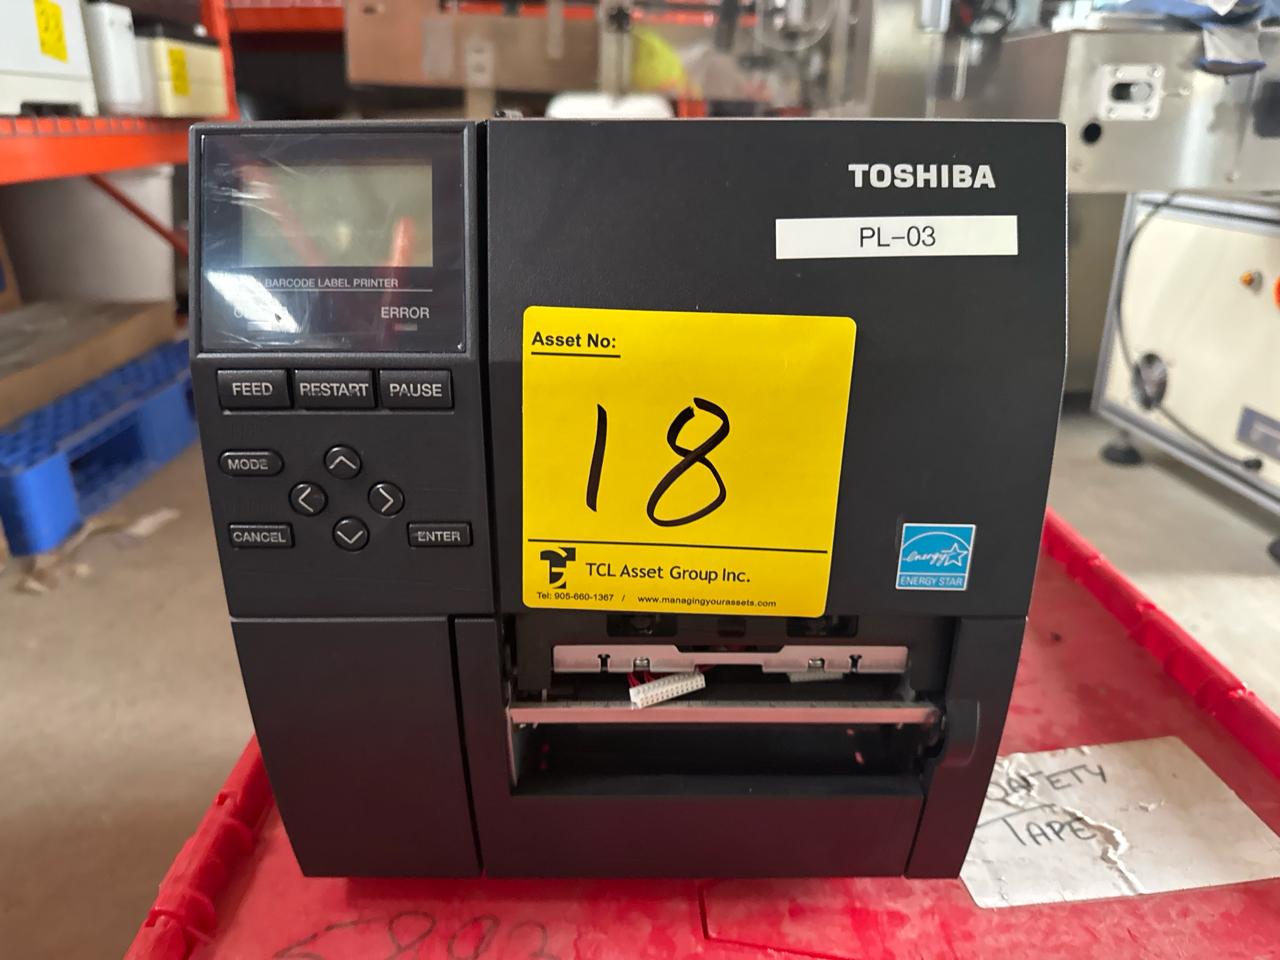 TOSHIBA
PL-03
BARCODE LABEL PRINTER
ERROR
FEED
RESTART
PAUSE
MODE
CANCEL
ENTER
Asset No:
18
TCL Asset Group Inc.
Tel: 905-660-1367 / www.managingyourassets.com
energy
ENERGY STAR
TAPE